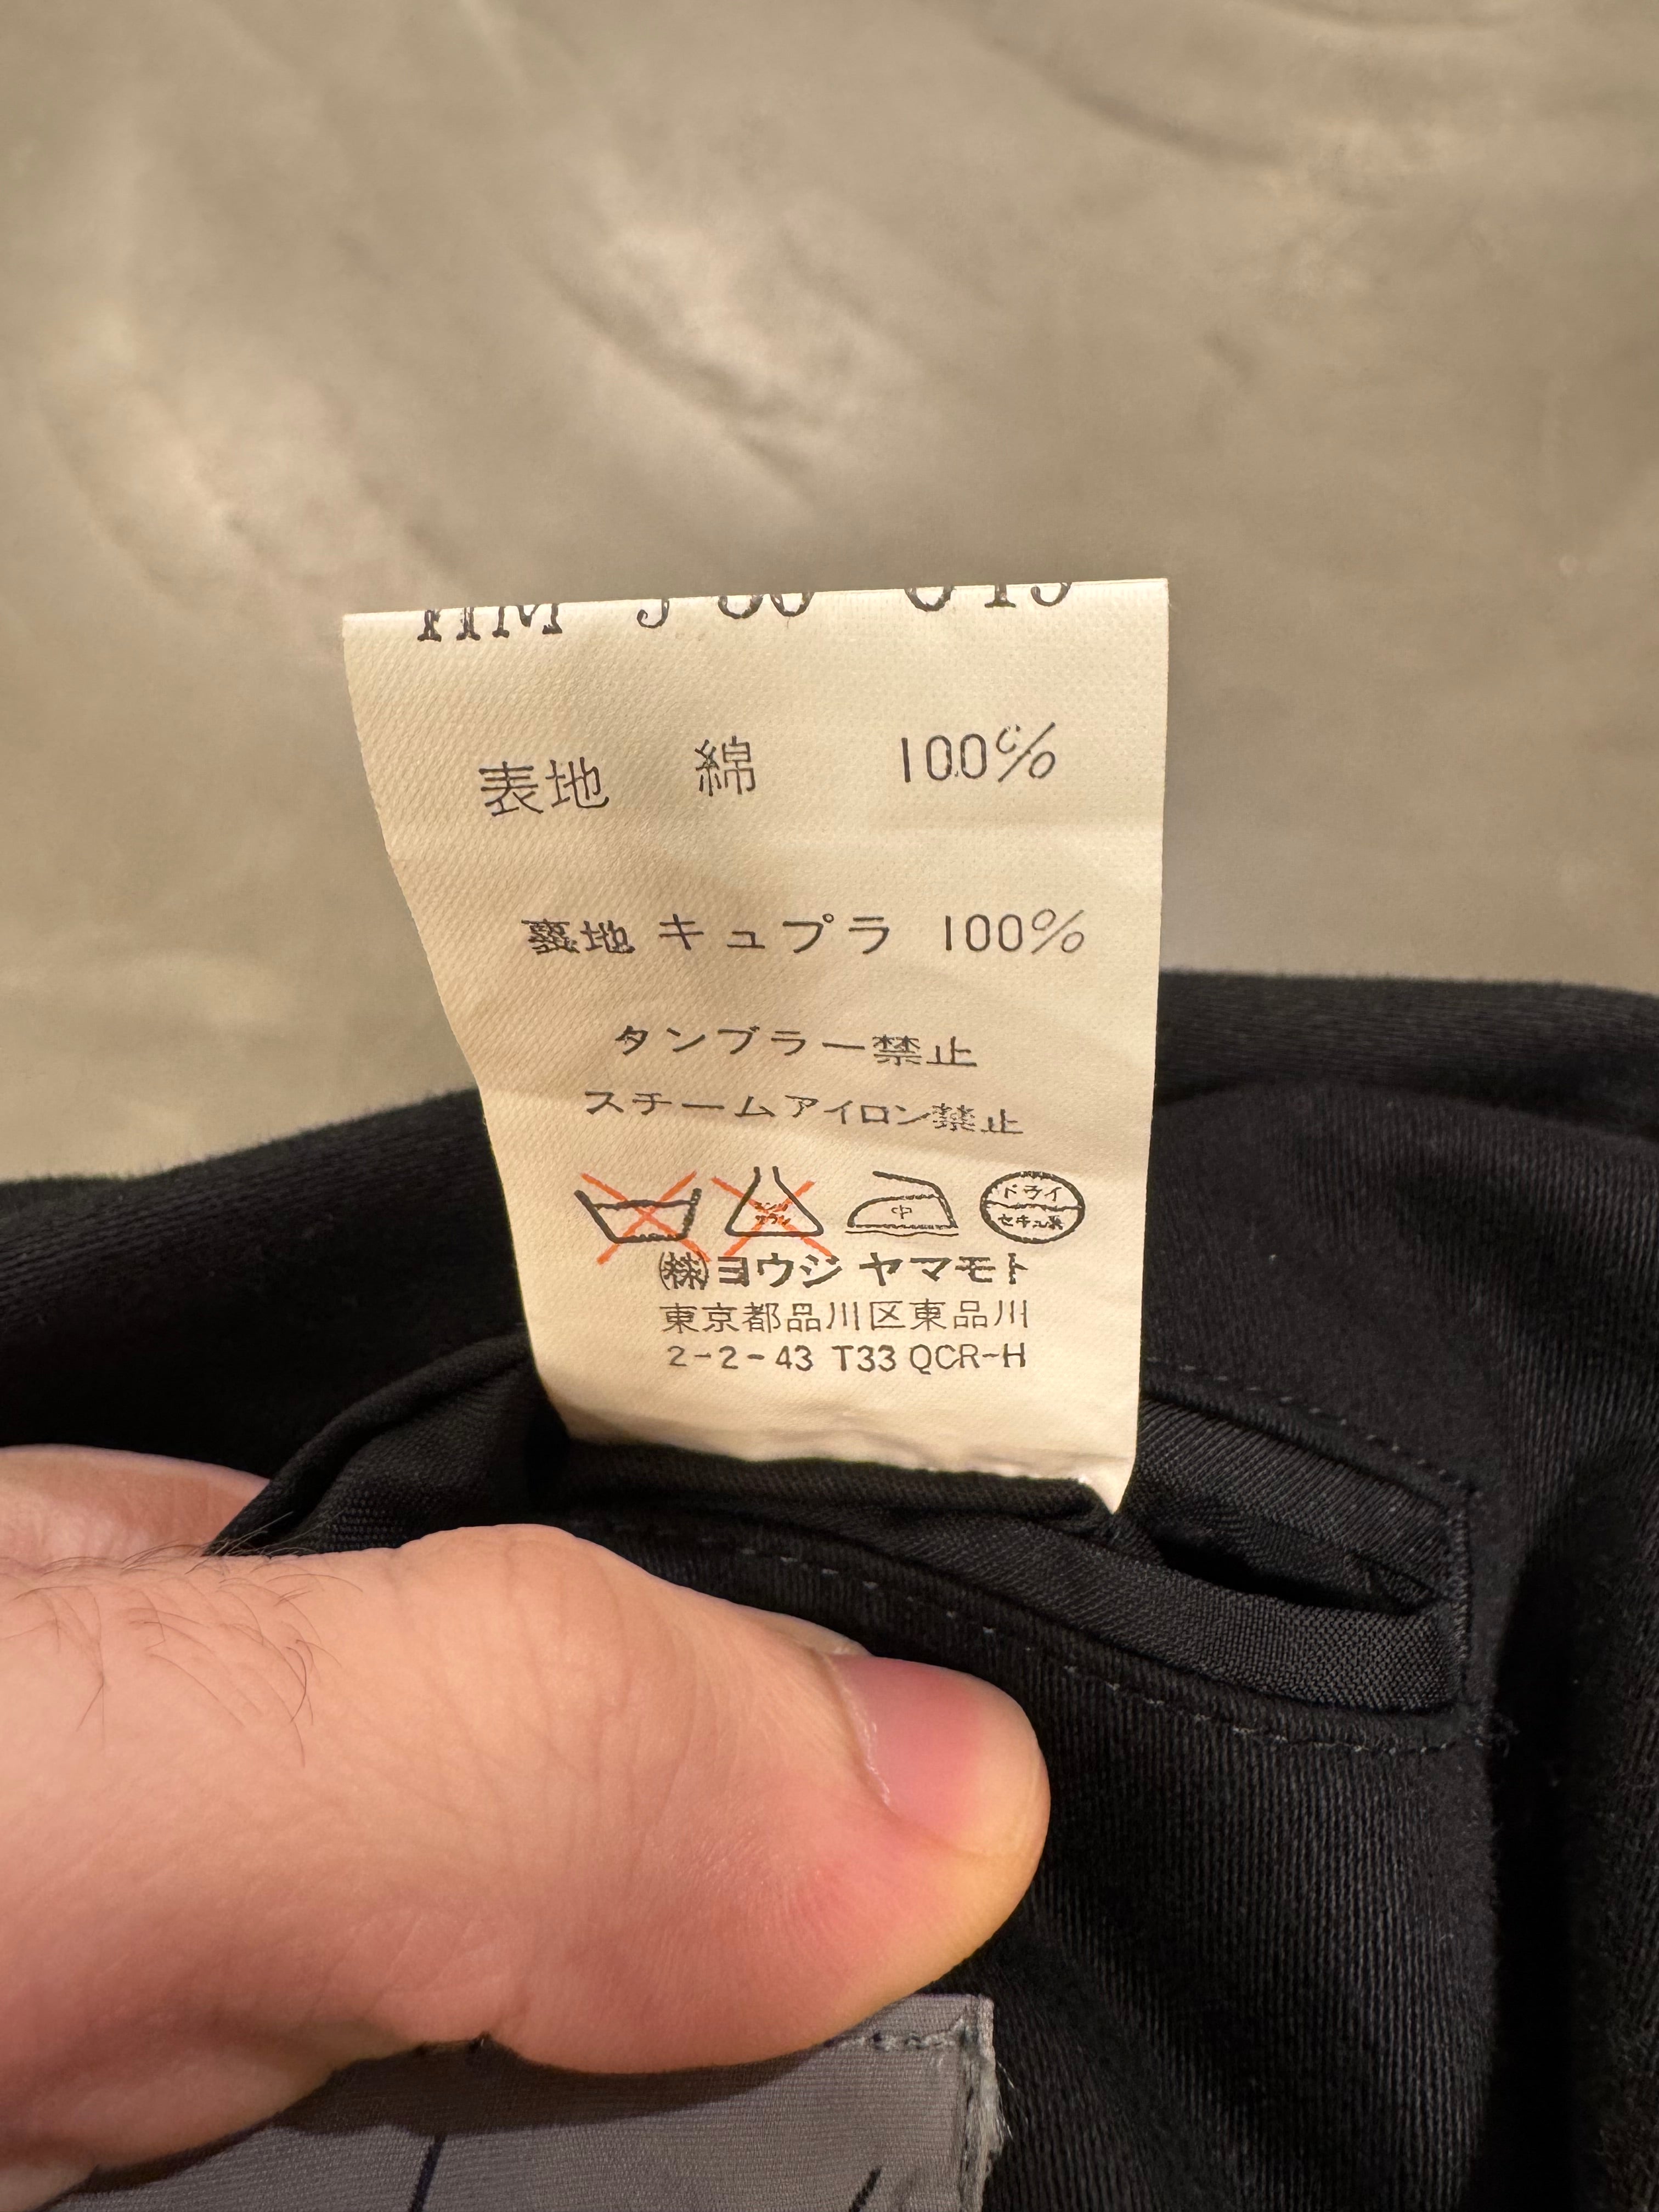 表地 綿 100%
裏地 キュプラ 100%
タンブラー禁止
スチームアイロン禁止
中 ドライ
セキユ系
㈱ヨウジ ヤマモト
東京都品川区東品川
2-2-43 T33 QCR-H